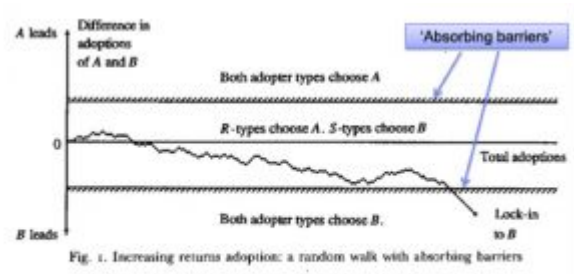 A leads
Difference in
adoptions
of A and B
'Absorbing barriers'
Both adopter types choose A
R-types choose A. S-types choose B
0
Total adoptions
Both adopter types choose B.
Lock-in
to B
B leads
Fig. 1. Increasing returns adoption: a random walk with absorbing barriers